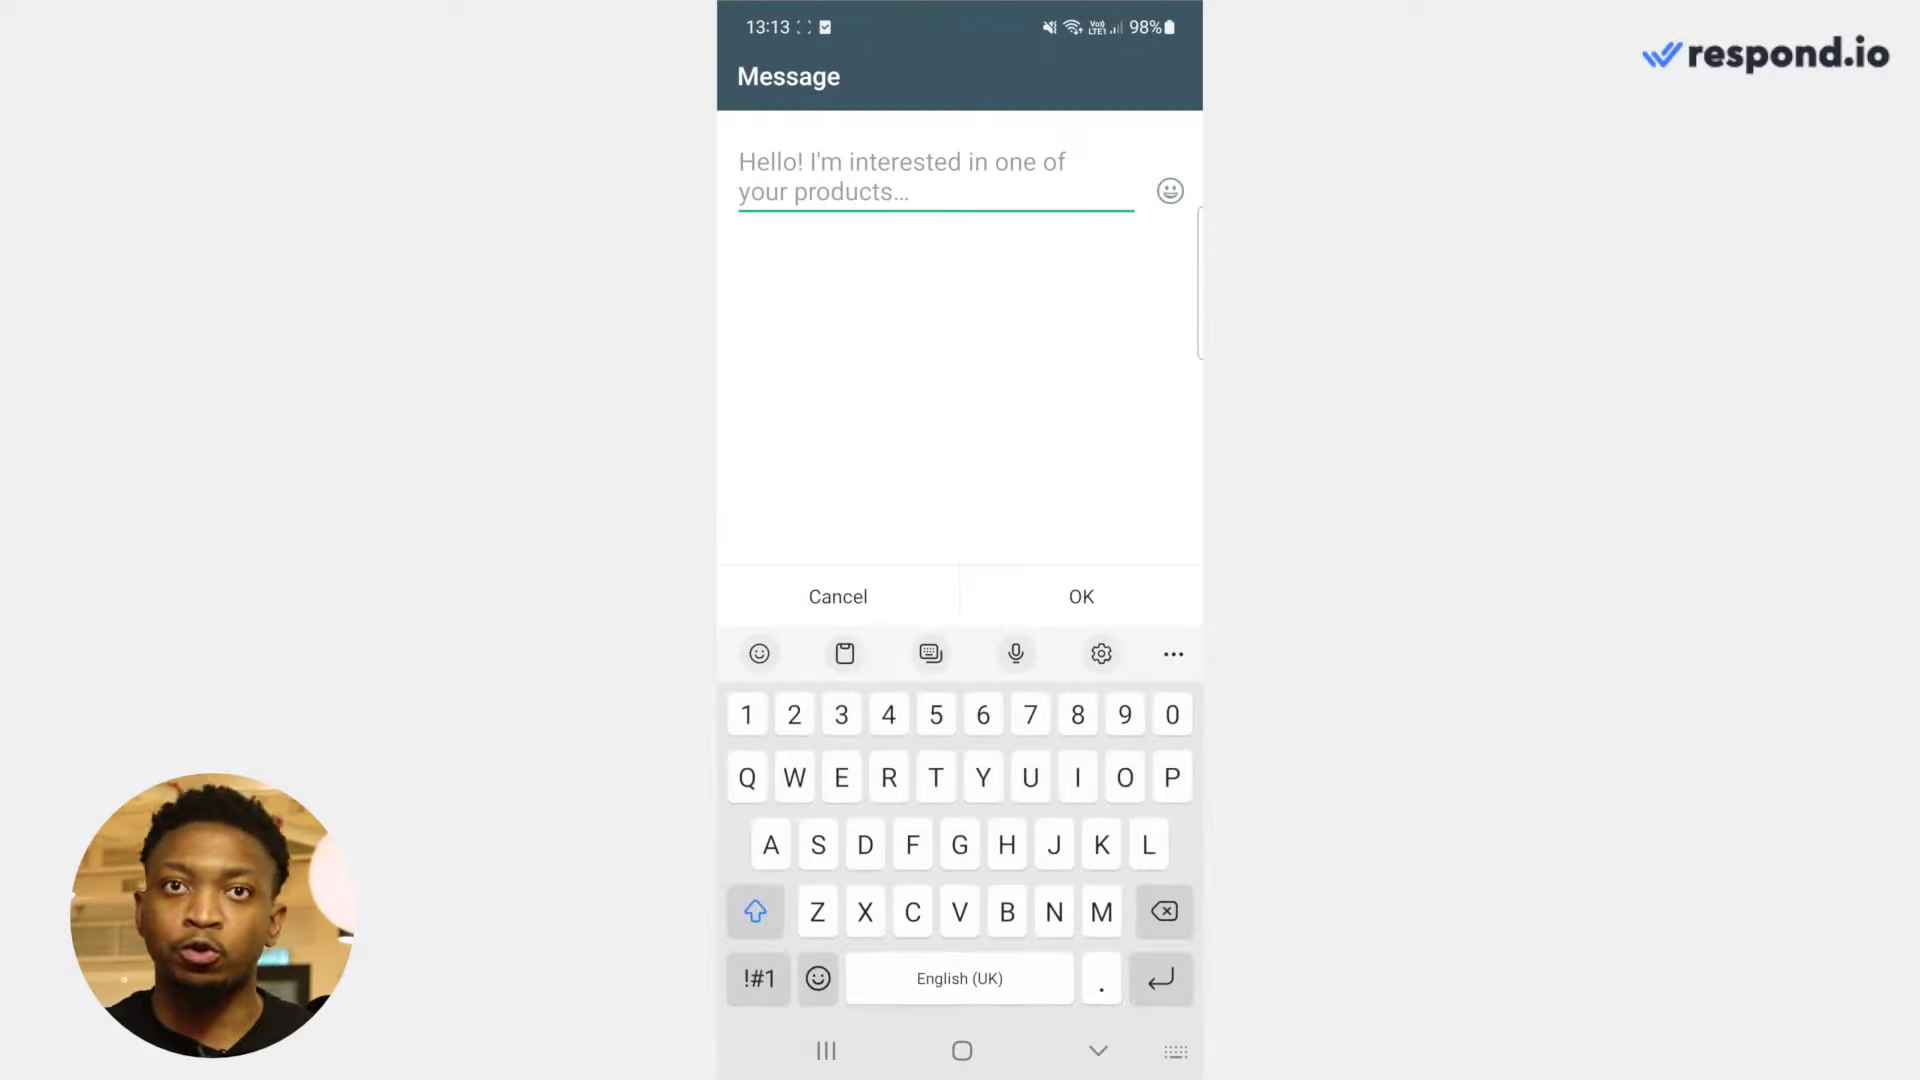 13:13
98%
respond.io
Message
Hello! I'm interested in one of
your products...
Cancel
OK
1 2 3 4 5 6 7 8 9 0
Q W E R T Y U I O P
A S D F G H J K L
Z X C V B N M
!#1
English (UK)
.